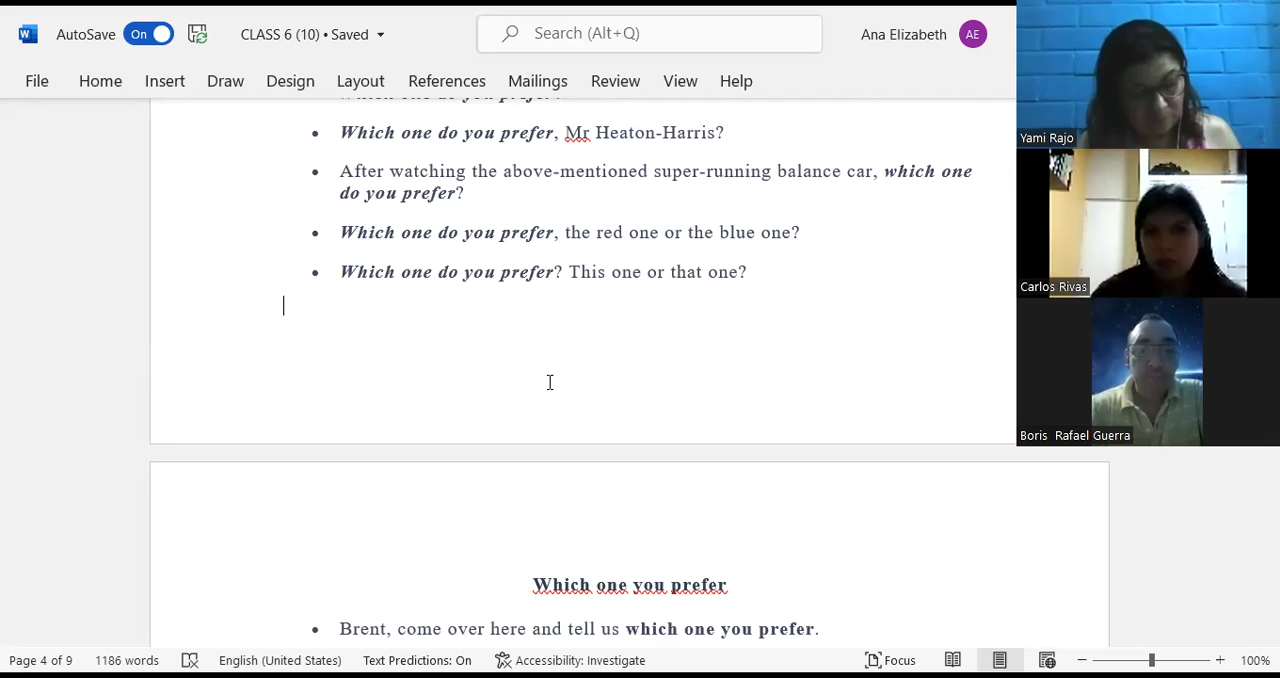 AutoSave On CLASS 6 (10) • Saved Search (Alt+Q) Ana Elizabeth AE
File Home Insert Draw Design Layout References Mailings Review View Help
Which one do you prefer?
• Which one do you prefer, Mr Heaton-Harris?
Yami Rajo
• After watching the above-mentioned super-running balance car, which one
do you prefer?
• Which one do you prefer, the red one or the blue one?
• Which one do you prefer? This one or that one?
Carlos Rivas
Boris Rafael Guerra
Which one you prefer
• Brent, come over here and tell us which one you prefer.
Page 4 of 9 1186 words English (United States) Text Predictions: On Accessibility: Investigate Focus 100%